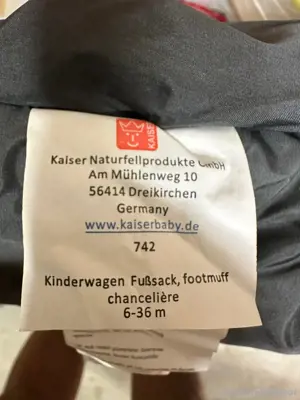 KAISER
Kaiser Naturfellprodukte GmbH
Am Mühlenweg 10
56414 Dreikirchen
Germany
www.kaiserbaby.de
742
Kinderwagen Fußsack, footmuff
chancelière
6-36 m